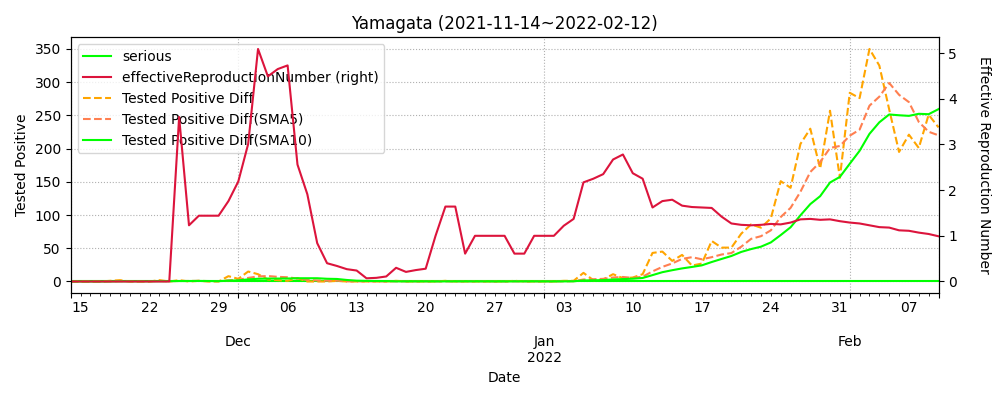 Yamagata (2021-11-14~2022-02-12)
serious
effectiveReproductionNumber (right)
Tested Positive Diff
Tested Positive Diff(SMA5)
Tested Positive Diff(SMA10)
Tested Positive
350
300
250
200
150
100
50
0
5
4
3
2
1
0
Effective Reproduction Number
15 22 29 06 13 20 27 03 10 17 24 31 07
Dec Jan Feb
2022
Date